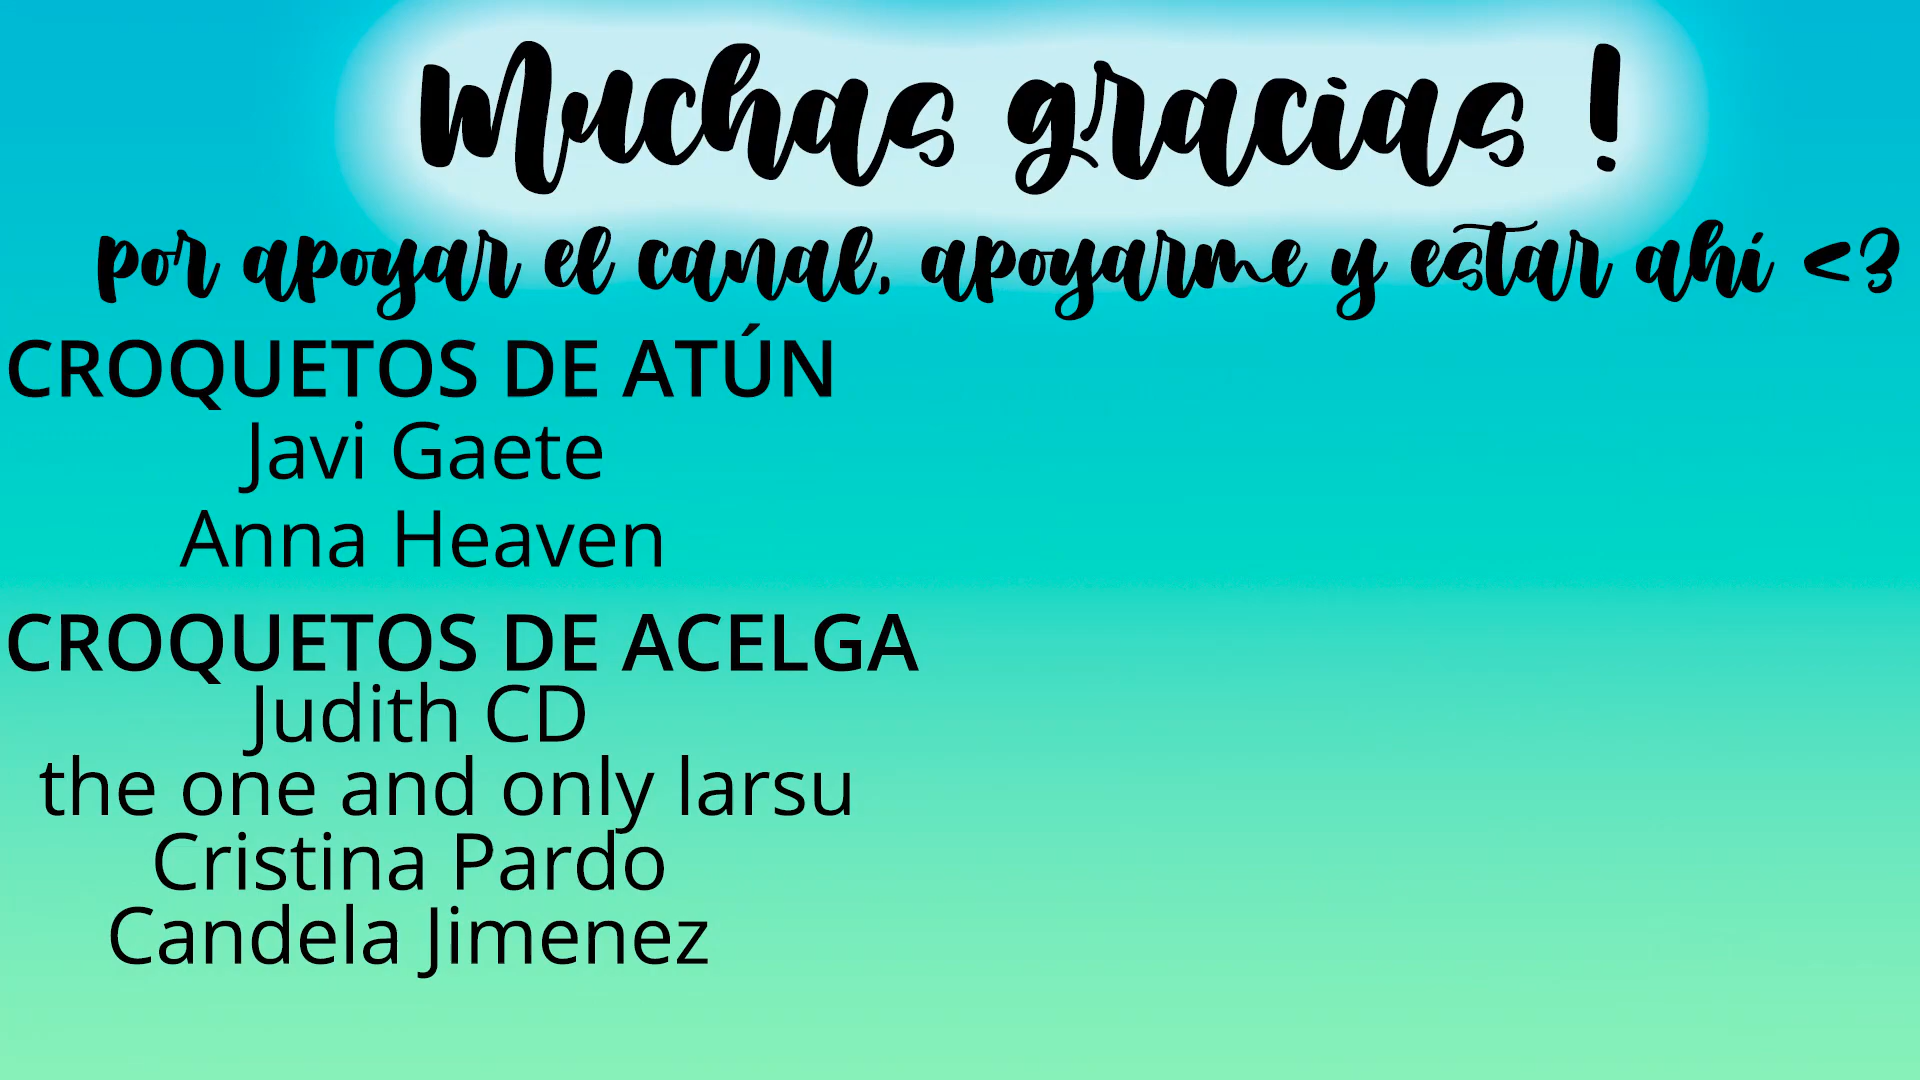 Muchas gracias !
por apoyar el canal, apoyarme y estar ahí <3
CROQUETOS DE ATÚN
Javi Gaete
Anna Heaven
CROQUETOS DE ACELGA
Judith CD
the one and only larsu
Cristina Pardo
Candela Jimenez